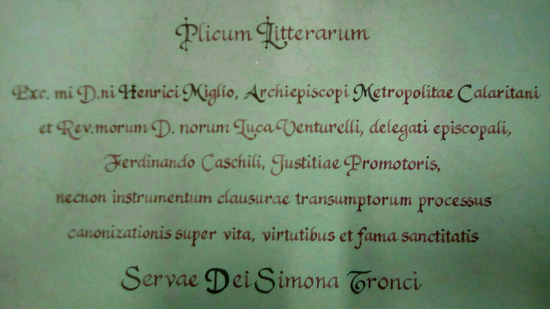 Plicum Litterarum
Exc. mi D.ni Henrici Miglio, Archiepiscopi Metropolitae Calaritani
et Rev.morum D. norum Luca Venturelli, delegati episcopali,
Ferdinando Caschili, Justitiae Promotoris,
necnon instrumentum clausurae transumptorum processus
canonizationis super vita, virtutibus et fama sanctitatis
Servae Dei Simona Tronci